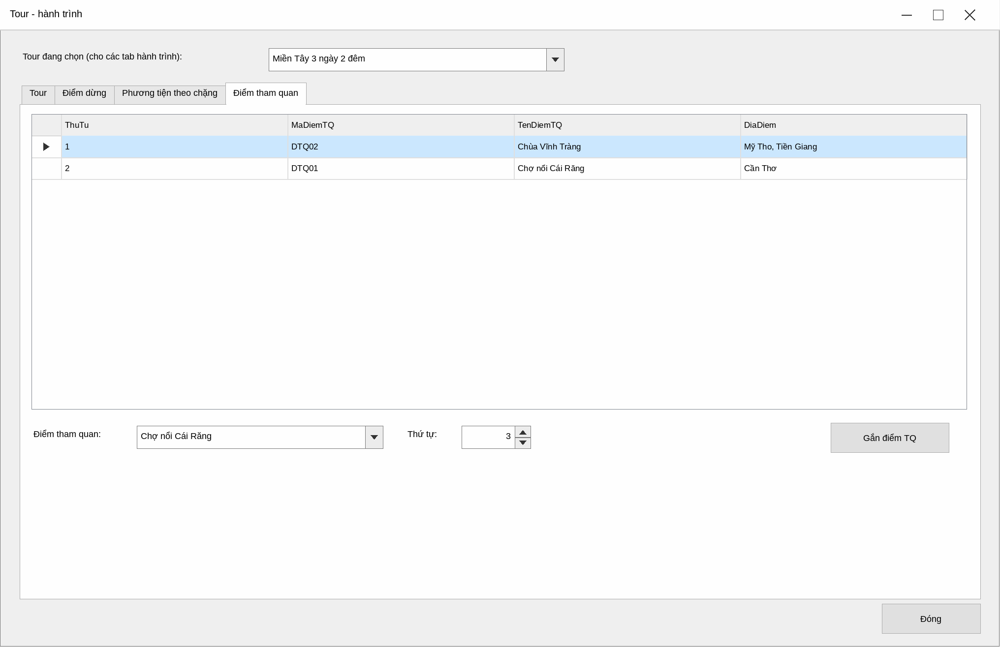 Tour - hành trình
Tour đang chọn (cho các tab hành trình):
Miền Tây 3 ngày 2 đêm
Tour
Điểm dừng
Phương tiện theo chặng
Điểm tham quan
ThuTu MaDiemTQ TenDiemTQ DiaDiem
1 DTQ02 Chùa Vĩnh Tràng Mỹ Tho, Tiền Giang
2 DTQ01 Chợ nổi Cái Răng Cần Thơ
Điểm tham quan: Chợ nổi Cái Răng Thứ tự: 3 Gắn điểm TQ
Đóng